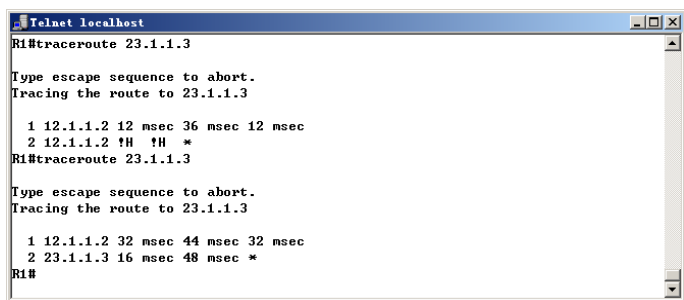 Telnet localhost
R1#traceroute 23.1.1.3
Type escape sequence to abort.
Tracing the route to 23.1.1.3
1 12.1.1.2 12 msec 36 msec 12 msec
2 12.1.1.2 !H !H *
R1#traceroute 23.1.1.3
Type escape sequence to abort.
Tracing the route to 23.1.1.3
1 12.1.1.2 32 msec 44 msec 32 msec
2 23.1.1.3 16 msec 48 msec *
R1#